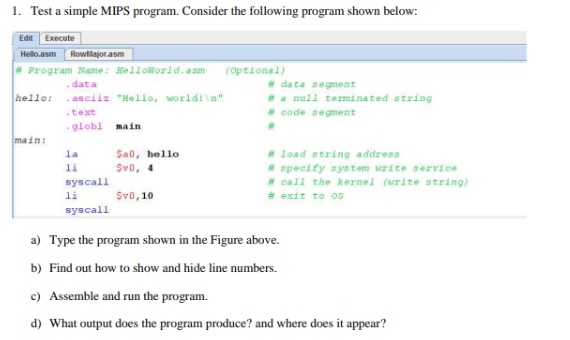 1. Test a simple MIPS program. Consider the following program shown below:
Edit Execute
Hello.asm RowMajor.asm
# Program Name: HelloWorld.asm (Optional)
.data # data segment
hello: .asciiz "Hello, world!\n" # a null terminated string
.text # code segment
.globl main #
main:
la $a0, hello # load string address
li $v0, 4 # specify system write service
syscall # call the kernel (write string)
li $v0,10 # exit to OS
syscall
a) Type the program shown in the Figure above.
b) Find out how to show and hide line numbers.
c) Assemble and run the program.
d) What output does the program produce? and where does it appear?